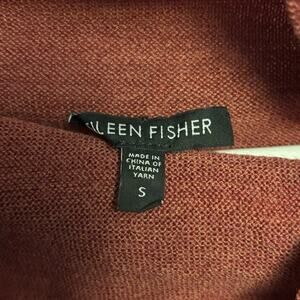 ILEEN FISHER
MADE IN
CHINA OF
ITALIAN
YARN
S